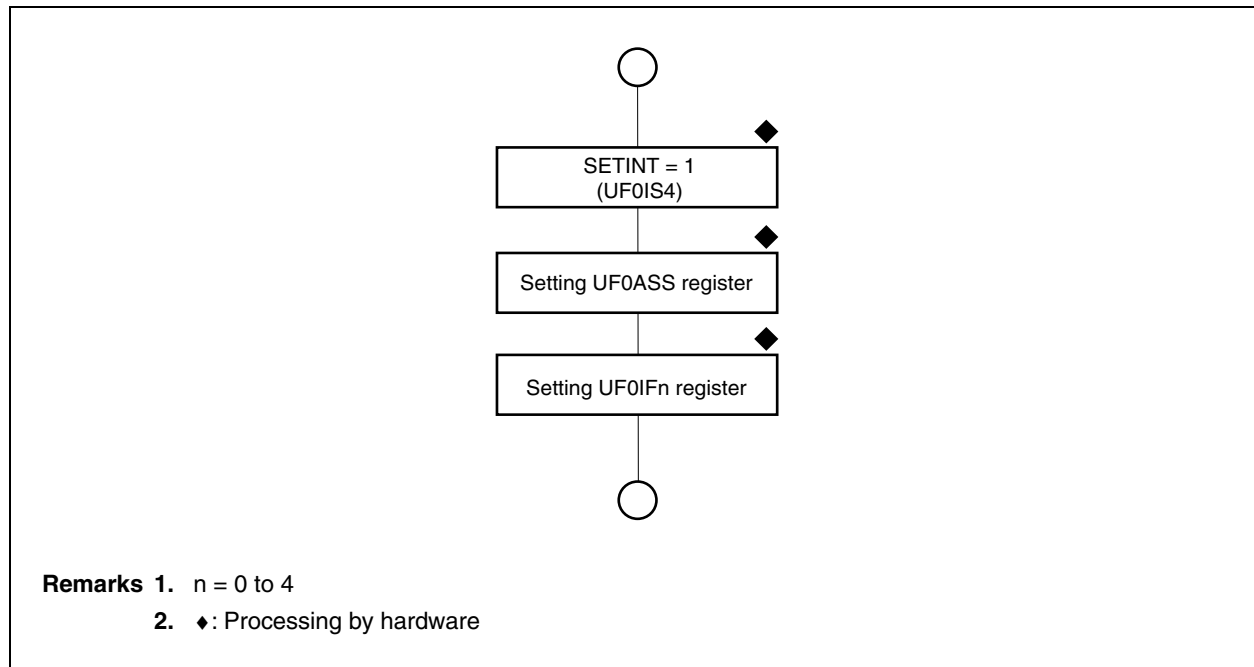 SETINT = 1
(UF0IS4)
Setting UF0ASS register
Setting UF0IFn register
Remarks 1. n = 0 to 4
2. ♦: Processing by hardware